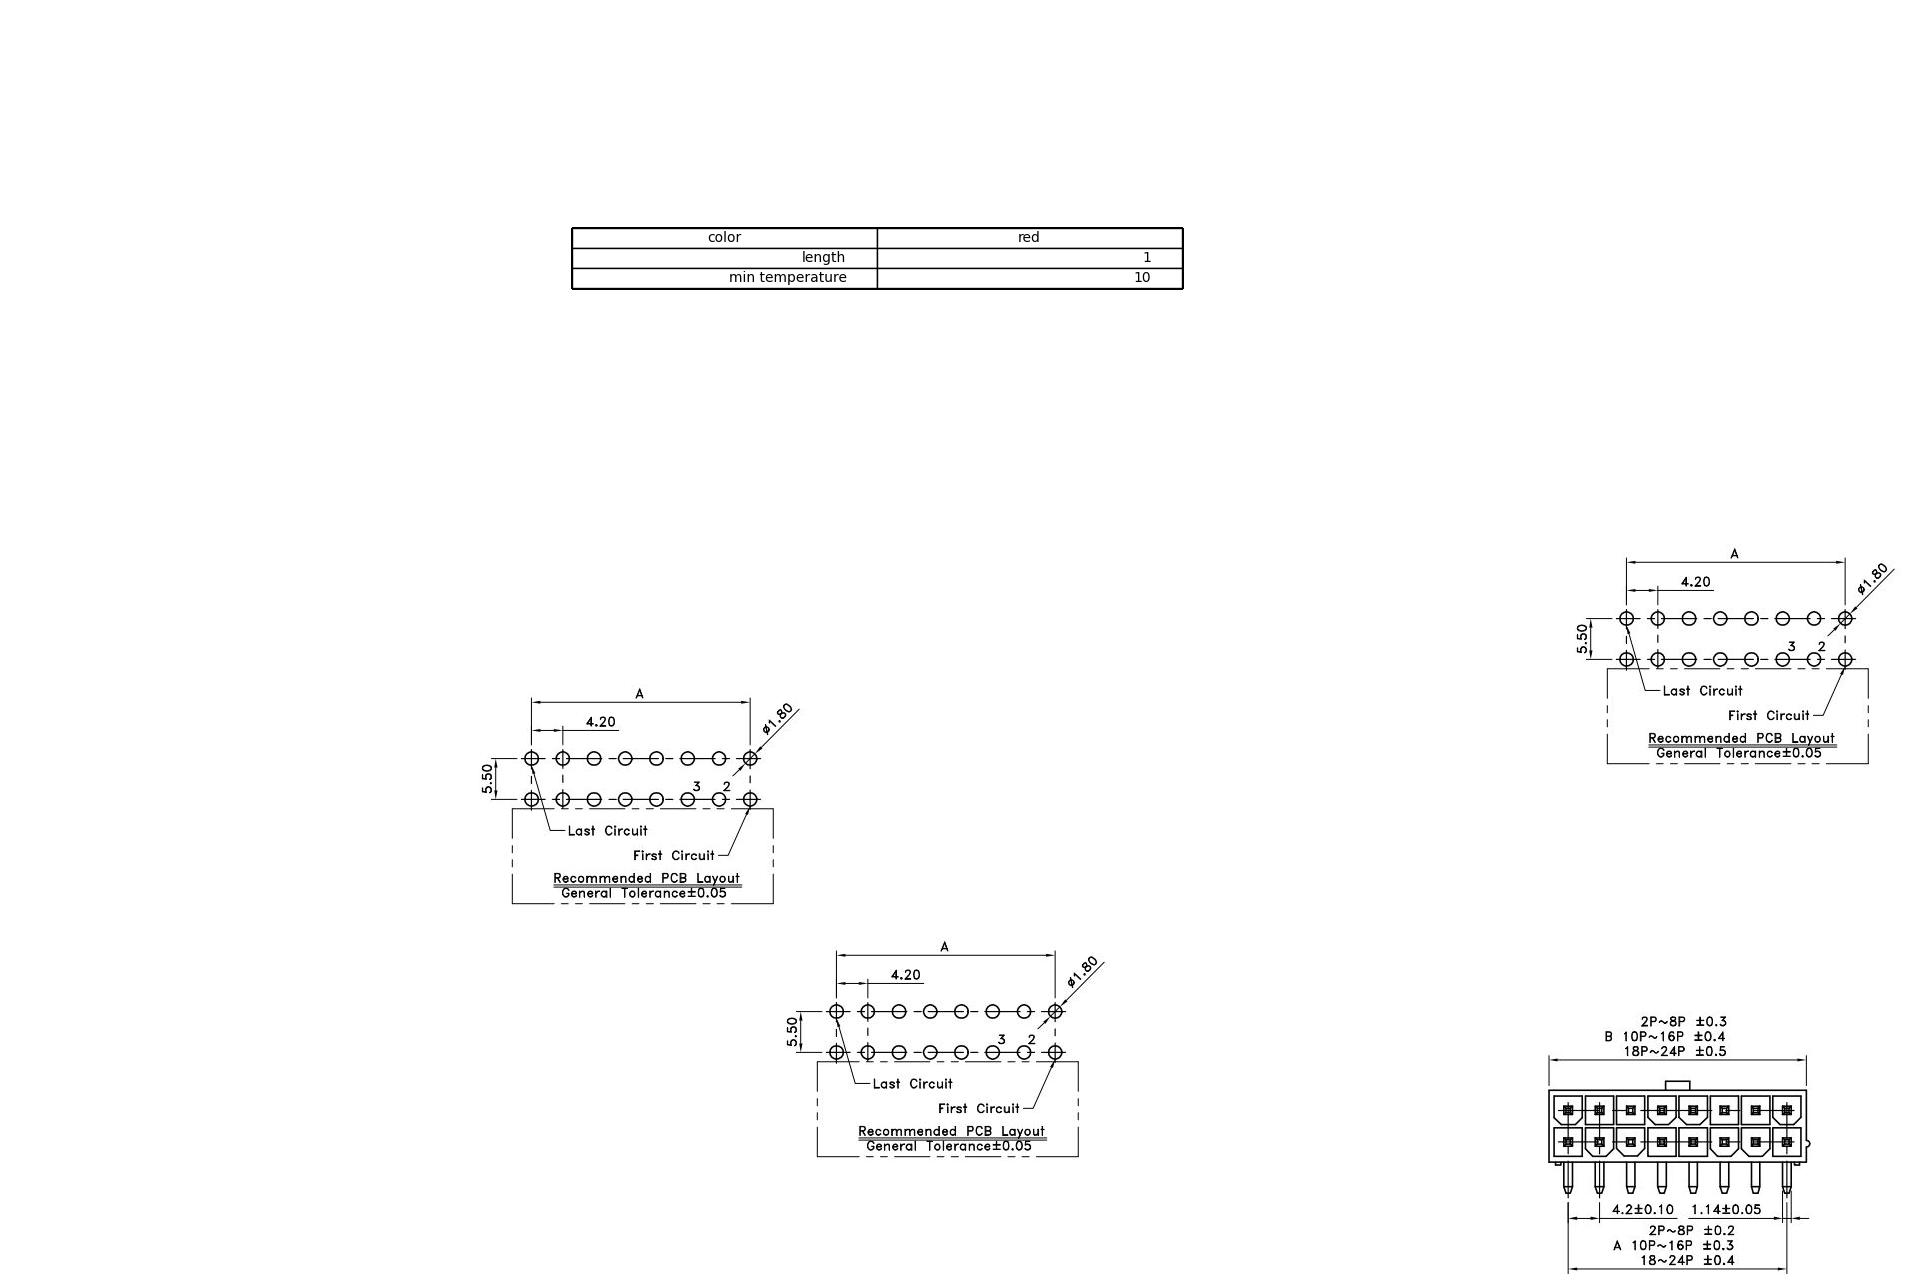 color red
length 1
min temperature 10
A
4.20
ø1.80
5.50
3 2
Last Circuit
First Circuit
Recommended PCB Layout
General Tolerance±0.05
A
4.20
ø1.80
5.50
3 2
Last Circuit
First Circuit
Recommended PCB Layout
General Tolerance±0.05
A
4.20
ø1.80
5.50
3 2
Last Circuit
First Circuit
Recommended PCB Layout
General Tolerance±0.05
2P~8P ±0.3
B 10P~16P ±0.4
18P~24P ±0.5
4.2±0.10 1.14±0.05
2P~8P ±0.2
A 10P~16P ±0.3
18~24P ±0.4